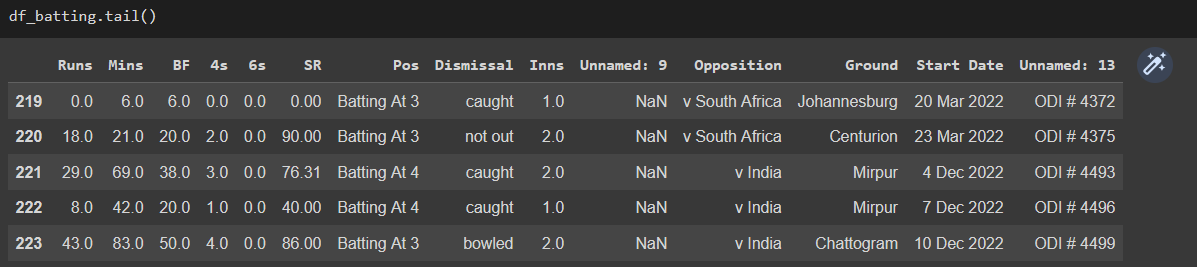 df_batting.tail()
Runs Mins BF 4s 6s SR Pos Dismissal Inns Unnamed: 9 Opposition Ground Start Date Unnamed: 13
219 0.0 6.0 6.0 0.0 0.0 0.00 Batting At 3 caught 1.0 NaN v South Africa Johannesburg 20 Mar 2022 ODI # 4372
220 18.0 21.0 20.0 2.0 0.0 90.00 Batting At 3 not out 2.0 NaN v South Africa Centurion 23 Mar 2022 ODI # 4375
221 29.0 69.0 38.0 3.0 0.0 76.31 Batting At 4 caught 2.0 NaN v India Mirpur 4 Dec 2022 ODI # 4493
222 8.0 42.0 20.0 1.0 0.0 40.00 Batting At 4 caught 1.0 NaN v India Mirpur 7 Dec 2022 ODI # 4496
223 43.0 83.0 50.0 4.0 0.0 86.00 Batting At 3 bowled 2.0 NaN v India Chattogram 10 Dec 2022 ODI # 4499